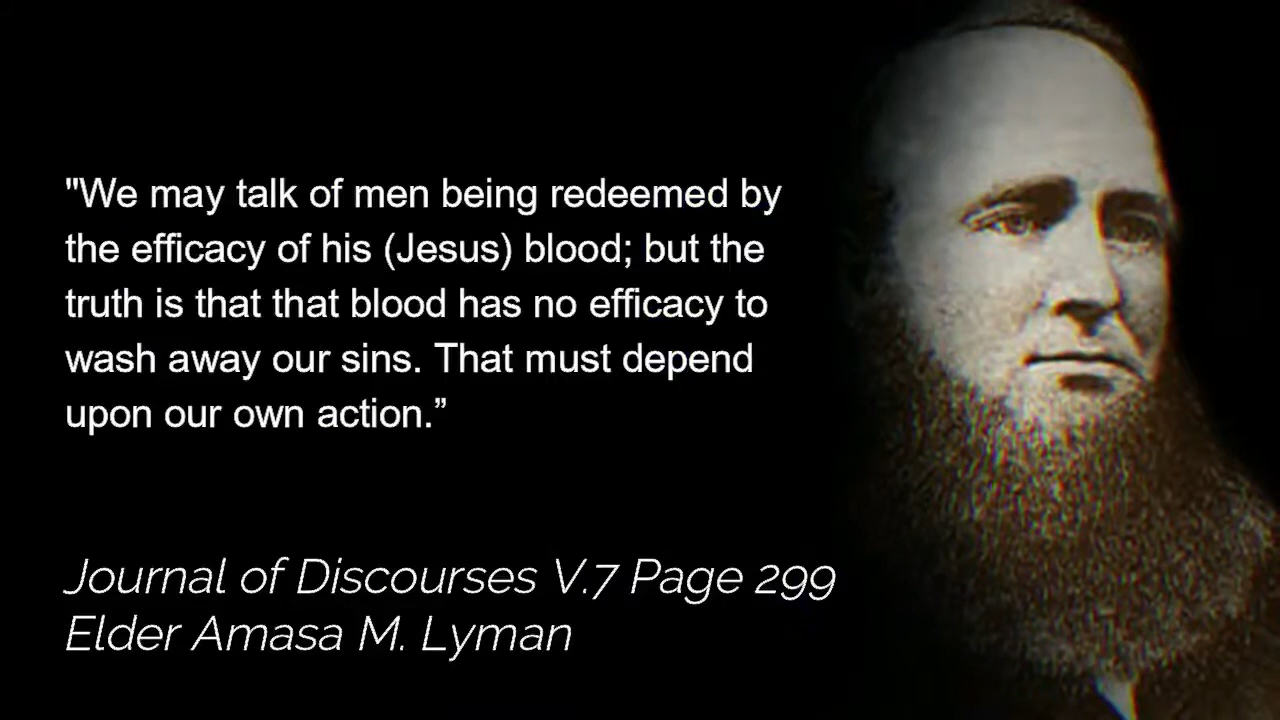 "We may talk of men being redeemed by
the efficacy of his (Jesus) blood; but the
truth is that that blood has no efficacy to
wash away our sins. That must depend
upon our own action.”
Journal of Discourses V.7 Page 299
Elder Amasa M. Lyman